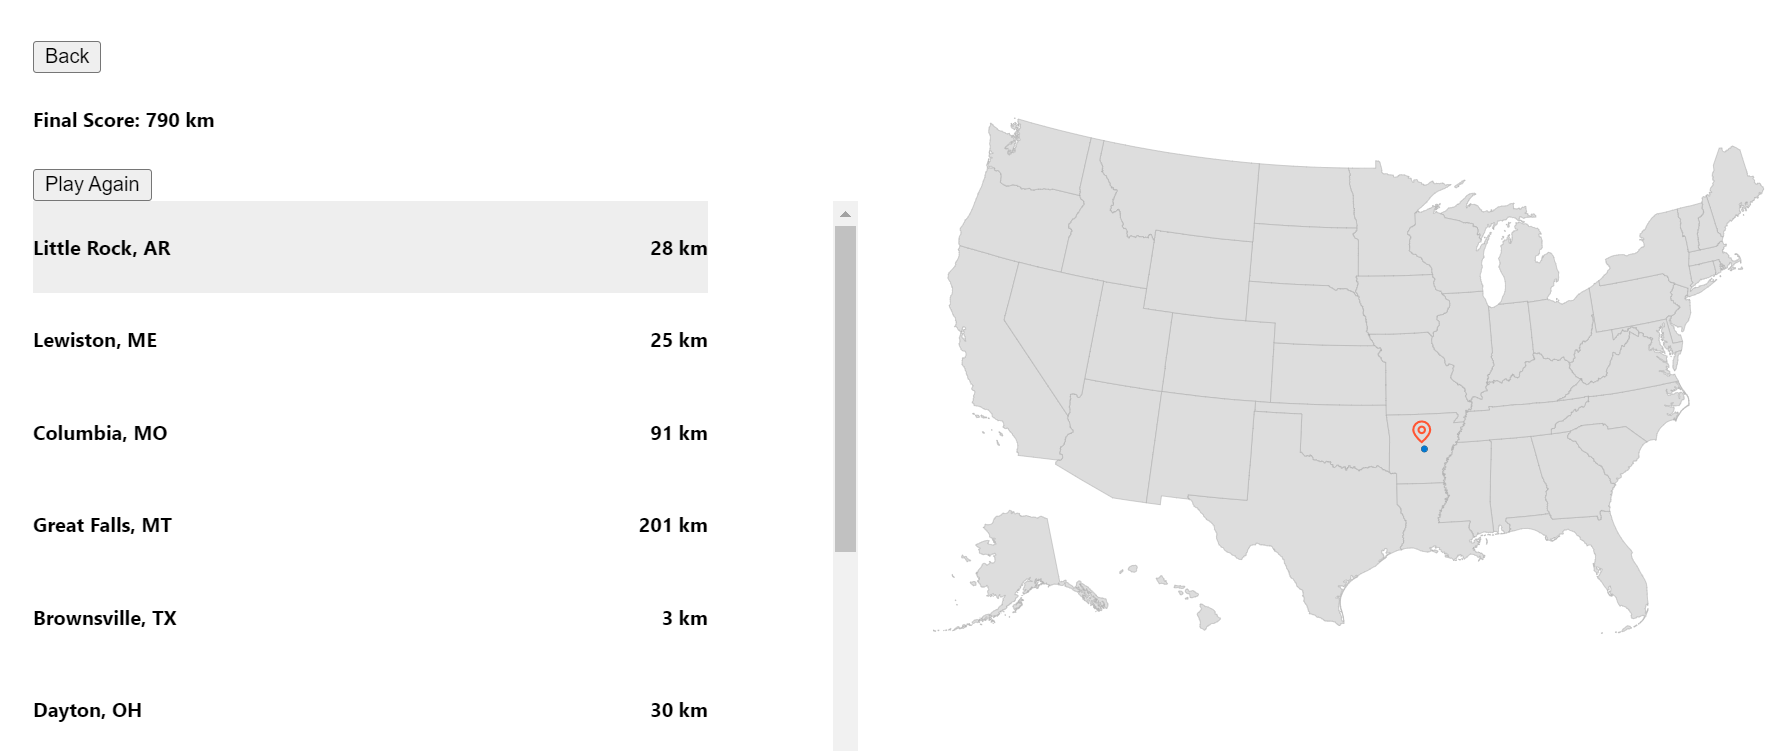 Back
Final Score: 790 km
Play Again
Little Rock, AR 28 km
Lewiston, ME 25 km
Columbia, MO 91 km
Great Falls, MT 201 km
Brownsville, TX 3 km
Dayton, OH 30 km